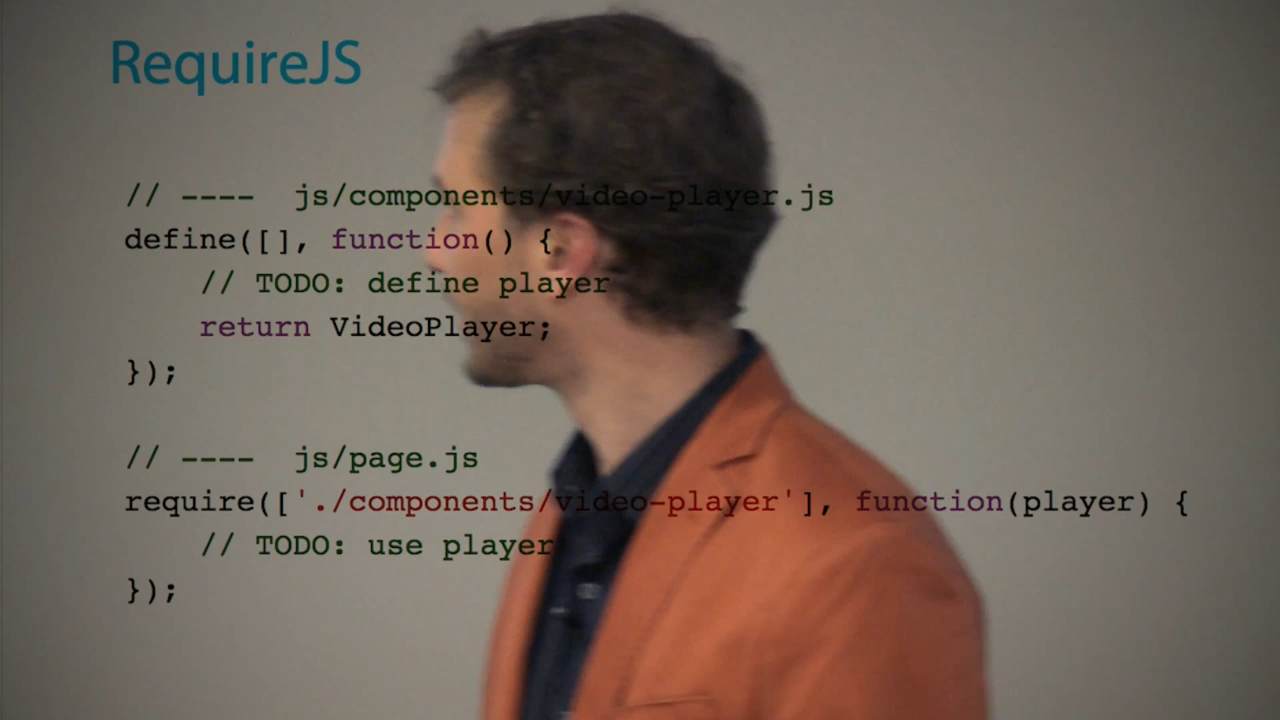 RequireJS
// ----  js/components/video-player.js
define([], function() {
    // TODO: define player
    return VideoPlayer;
});
// ----  js/page.js
require(['./components/video-player'], function(player) {
    // TODO: use player
});